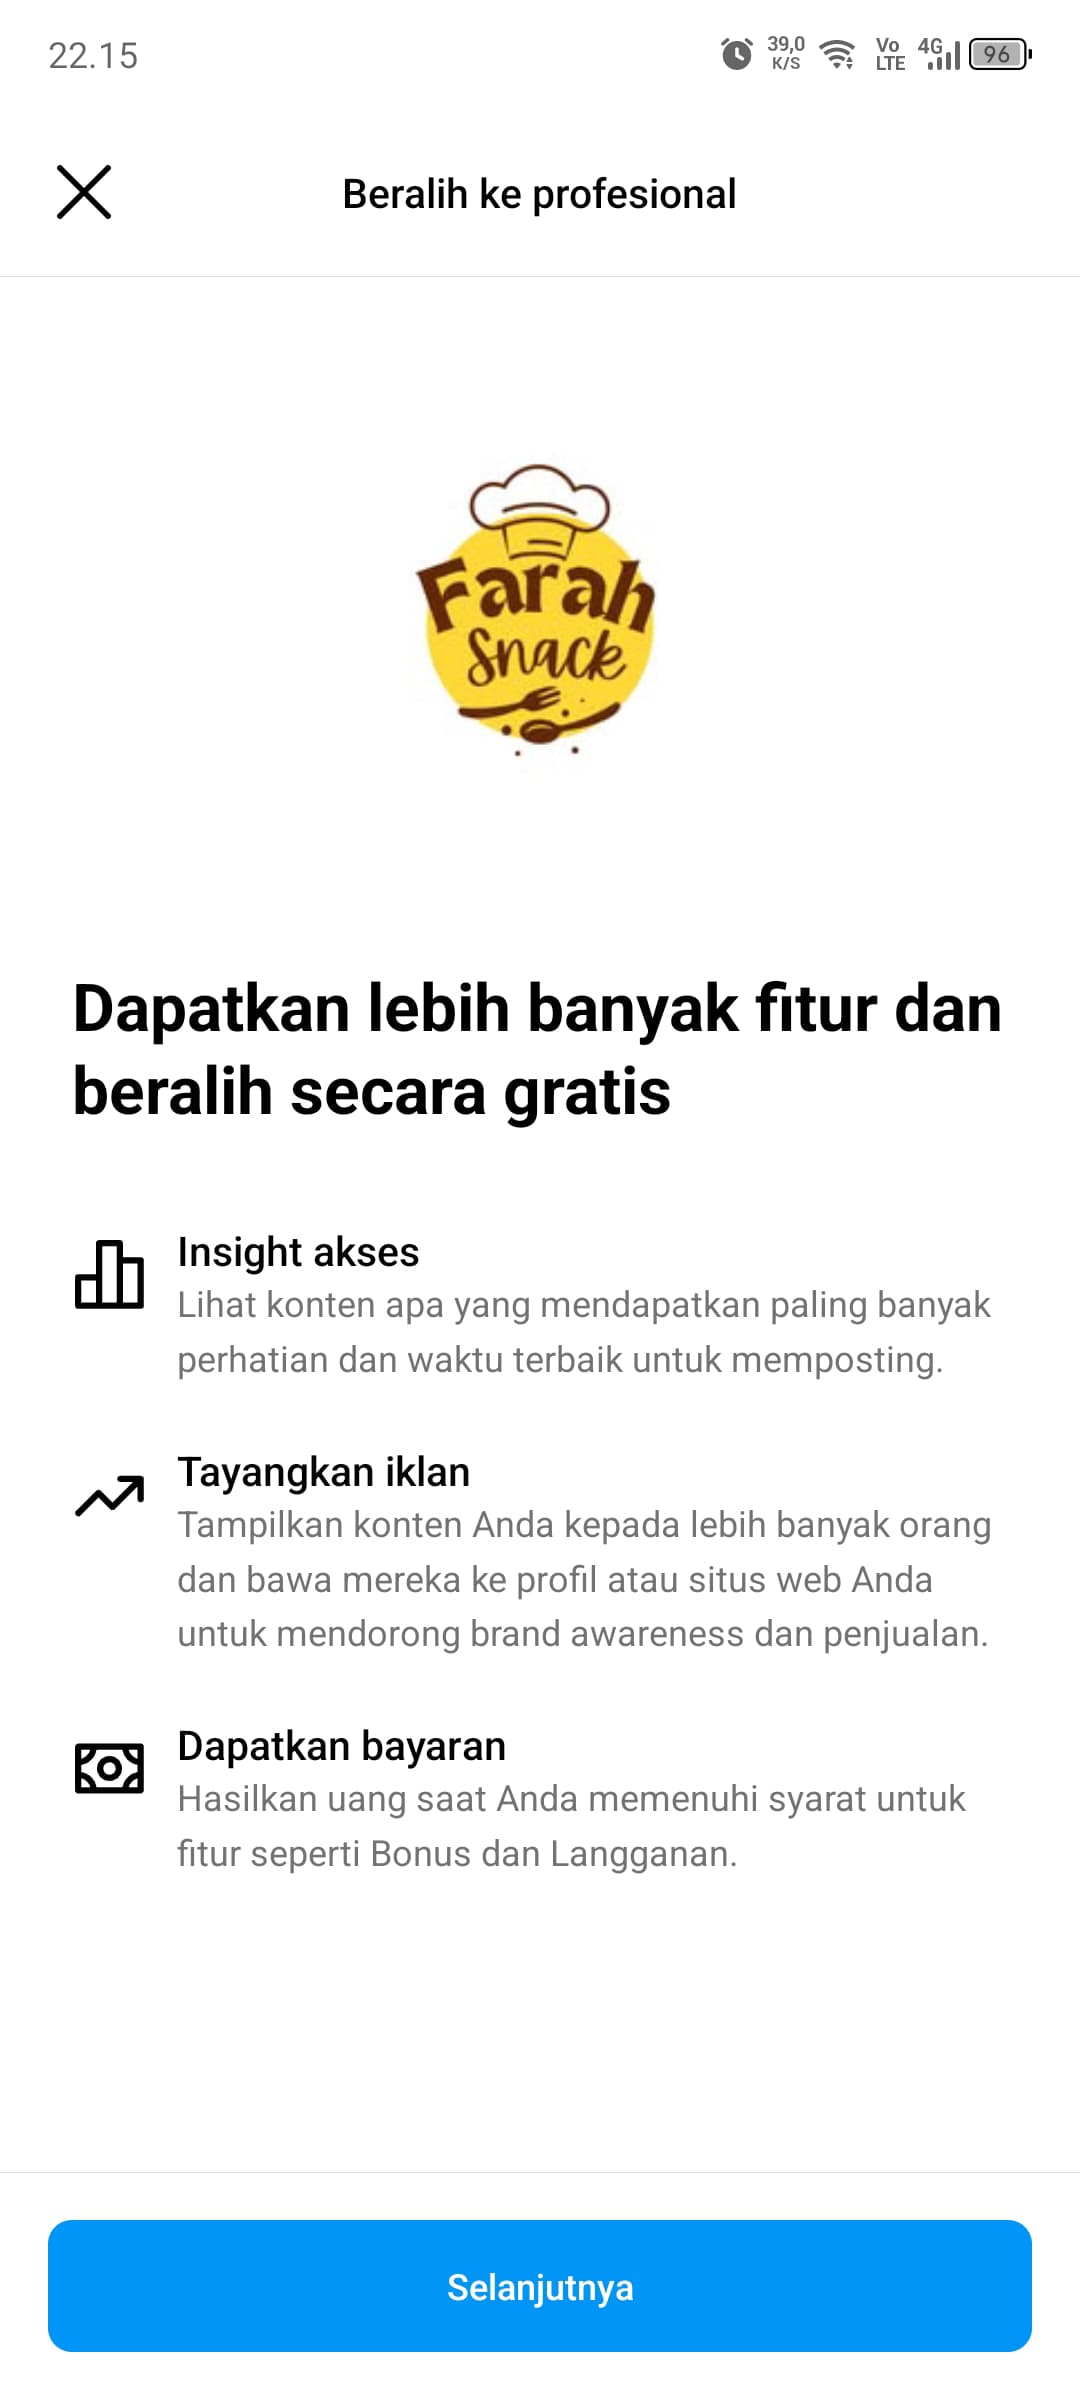 22.15
39,0
K/S
Vo
LTE
4G
96
Beralih ke profesional
Farah
Snack
Dapatkan lebih banyak fitur dan
beralih secara gratis
Insight akses
Lihat konten apa yang mendapatkan paling banyak
perhatian dan waktu terbaik untuk memposting.
Tayangkan iklan
Tampilkan konten Anda kepada lebih banyak orang
dan bawa mereka ke profil atau situs web Anda
untuk mendorong brand awareness dan penjualan.
Dapatkan bayaran
Hasilkan uang saat Anda memenuhi syarat untuk
fitur seperti Bonus dan Langganan.
Selanjutnya